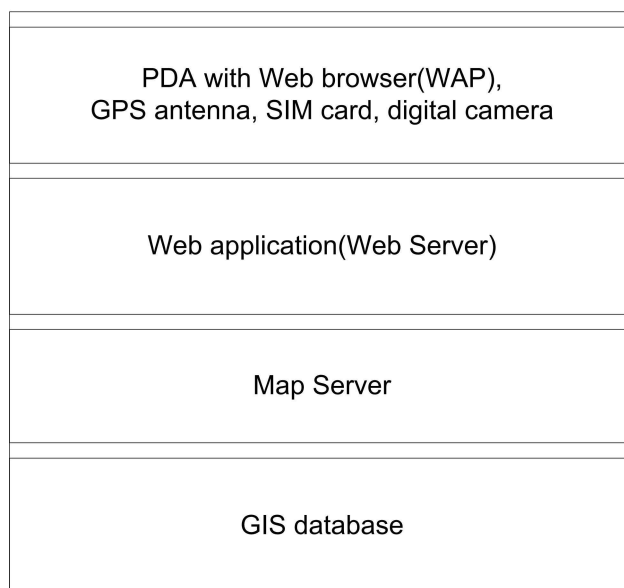 PDA with Web browser(WAP),
GPS antenna, SIM card, digital camera
Web application(Web Server)
Map Server
GIS database